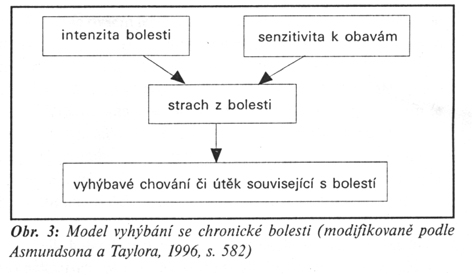 intenzita bolesti
senzitivita k obavám
strach z bolesti
vyhýbavé chování či útěk související s bolestí
Obr. 3: Model vyhýbání se chronické bolesti (modifikovaně podle
Asmundsona a Taylora, 1996, s. 582)